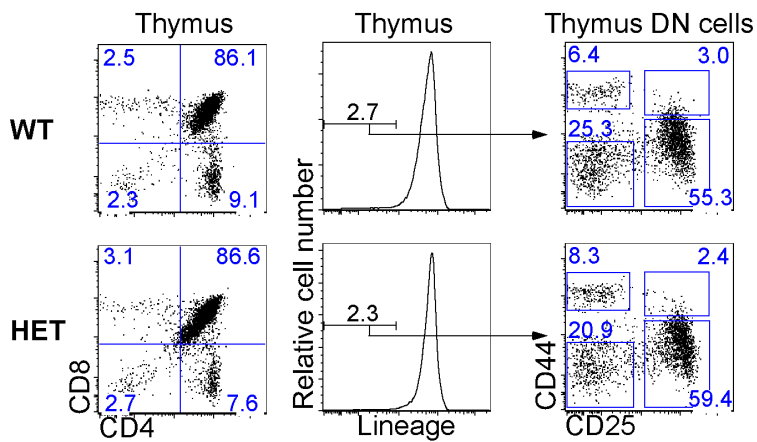 Thymus Thymus Thymus DN cells
WT
2.5 86.1
2.3 9.1
2.7
6.4 3.0
25.3
55.3
HET
3.1 86.6
2.7 7.6
2.3
8.3 2.4
20.9
59.4
CD8
CD4
Relative cell number
Lineage
CD44
CD25